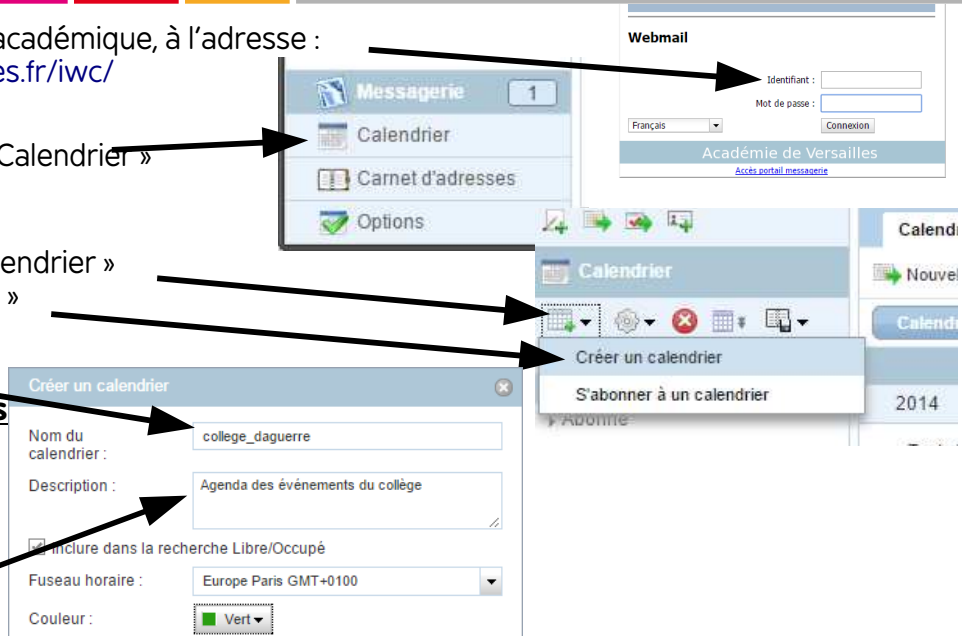 académique, à l'adresse :
es.fr/iwc/
Calendrier »
endrier »
»
s
Webmail
Identifiant :
Mot de passe :
Français
Connexion
Académie de Versailles
Accès portail messagerie
Messagerie 1
Calendrier
Carnet d'adresses
Options
Calendrier
Créer un calendrier
S'abonner à un calendrier
Abonné
Calend
Nouvel
Calend
2014
Créer un calendrier
Nom du
calendrier :
college_daguerre
Description :
Agenda des événements du collège
Inclure dans la recherche Libre/Occupé
Fuseau horaire :
Europe Paris GMT+0100
Couleur :
Vert